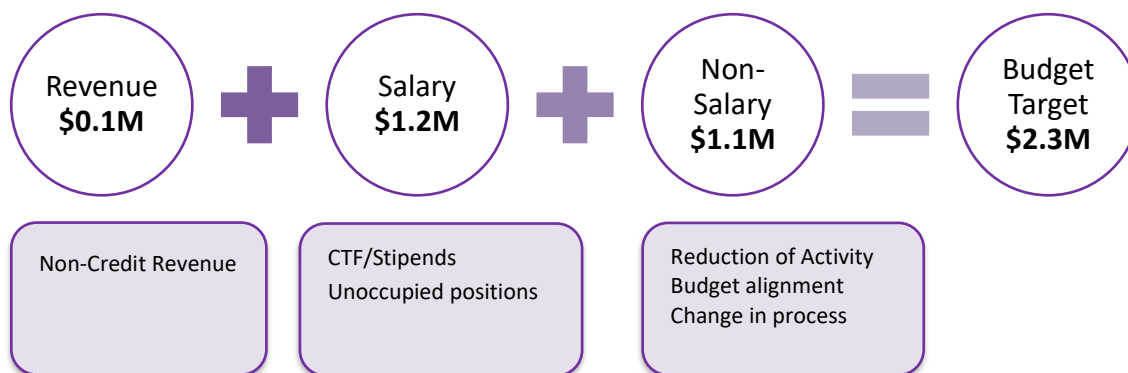 Revenue
$0.1M
Salary
$1.2M
Non-
Salary
$1.1M
Budget
Target
$2.3M
Non-Credit Revenue
CTF/Stipends
Unoccupied positions
Reduction of Activity
Budget alignment
Change in process